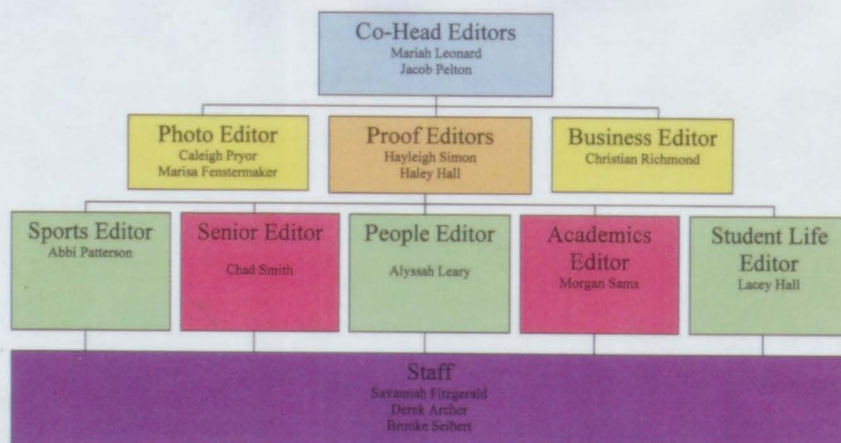 Co-Head Editors
Mariah Leonard
Jacob Pelton
Photo Editor
Caleigh Pryor
Marisa Fenstermaker
Proof Editors
Hayleigh Simon
Haley Hall
Business Editor
Christian Richmond
Sports Editor
Abbi Patterson
Senior Editor
Chad Smith
People Editor
Alyssah Leary
Academics
Editor
Morgan Sams
Student Life
Editor
Lacey Hall
Staff
Savannah Fitzgerald
Derek Archer
Brooke Seibert